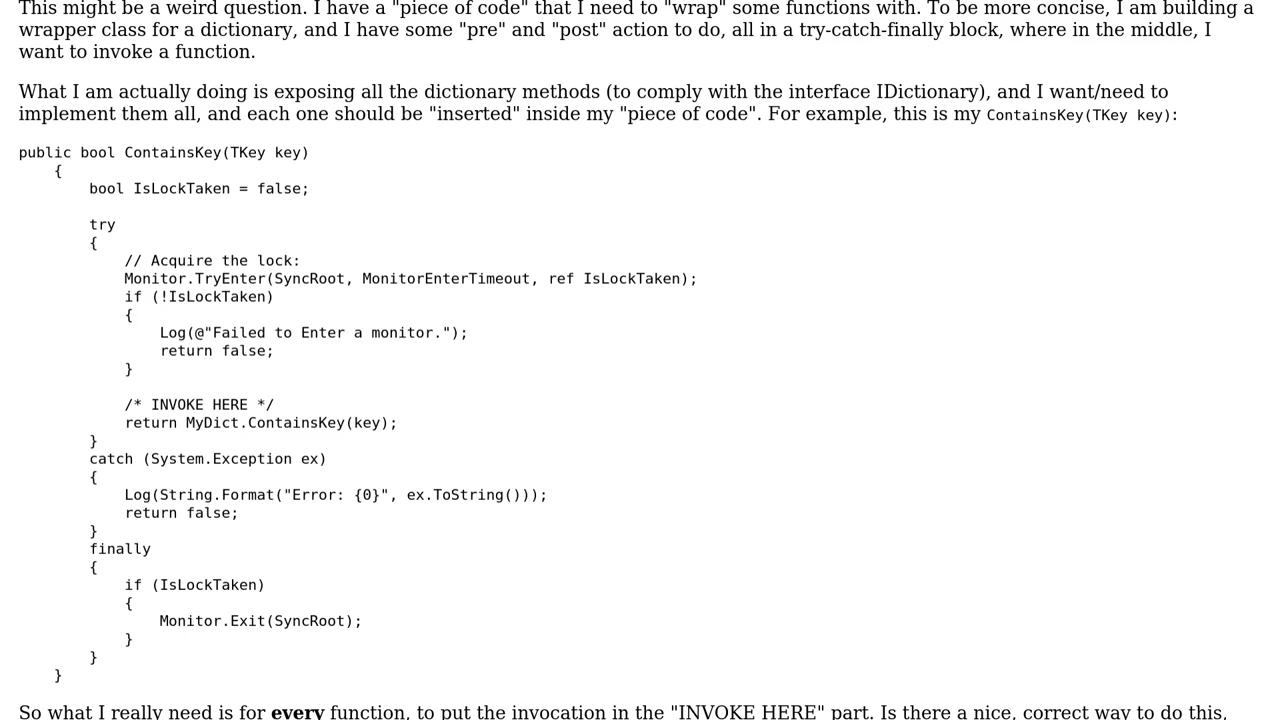 This might be a weird question. I have a "piece of code" that I need to "wrap" some functions with. To be more concise, I am building a
wrapper class for a dictionary, and I have some "pre" and "post" action to do, all in a try-catch-finally block, where in the middle, I
want to invoke a function.
What I am actually doing is exposing all the dictionary methods (to comply with the interface IDictionary), and I want/need to
implement them all, and each one should be "inserted" inside my "piece of code". For example, this is my ContainsKey(TKey key):
public bool ContainsKey(TKey key)
    {
        bool IsLockTaken = false;

        try
        {
            // Acquire the lock:
            Monitor.TryEnter(SyncRoot, MonitorEnterTimeout, ref IsLockTaken);
            if (!IsLockTaken)
            {
                Log(@"Failed to Enter a monitor.");
                return false;
            }

            /* INVOKE HERE */
            return MyDict.ContainsKey(key);
        }
        catch (System.Exception ex)
        {
            Log(String.Format("Error: {0}", ex.ToString()));
            return false;
        }
        finally
        {
            if (IsLockTaken)
            {
                Monitor.Exit(SyncRoot);
            }
        }
    }
So what I really need is for every function, to put the invocation in the "INVOKE HERE" part. Is there a nice, correct way to do this,